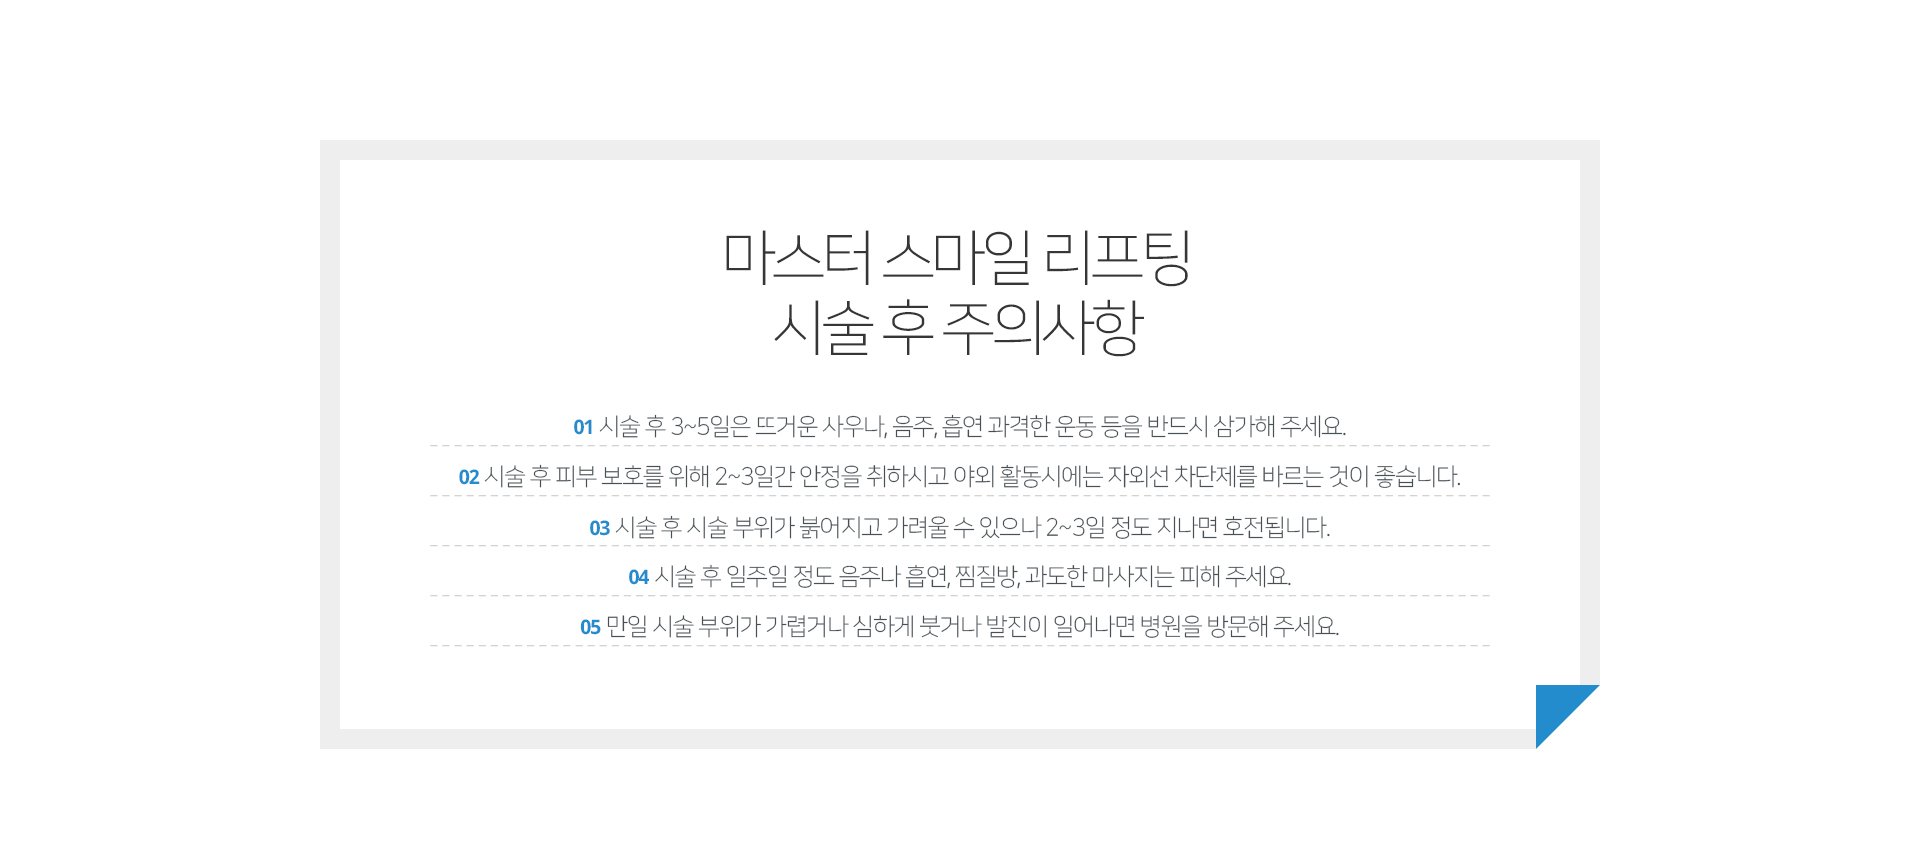 마스터 스마일 리프팅
시술 후 주의사항
01 시술 후 3~5일은 뜨거운 사우나, 음주, 흡연 과격한 운동 등을 반드시 삼가해 주세요.
02 시술 후 피부 보호를 위해 2~3일간 안정을 취하시고 야외 활동시에는 자외선 차단제를 바르는 것이 좋습니다.
03 시술 후 시술 부위가 붉어지고 가려울 수 있으나 2~3일 정도 지나면 호전됩니다.
04 시술 후 일주일 정도 음주나 흡연, 찜질방, 과도한 마사지는 피해 주세요.
05 만일 시술 부위가 가렵거나 심하게 붓거나 발진이 일어나면 병원을 방문해 주세요.